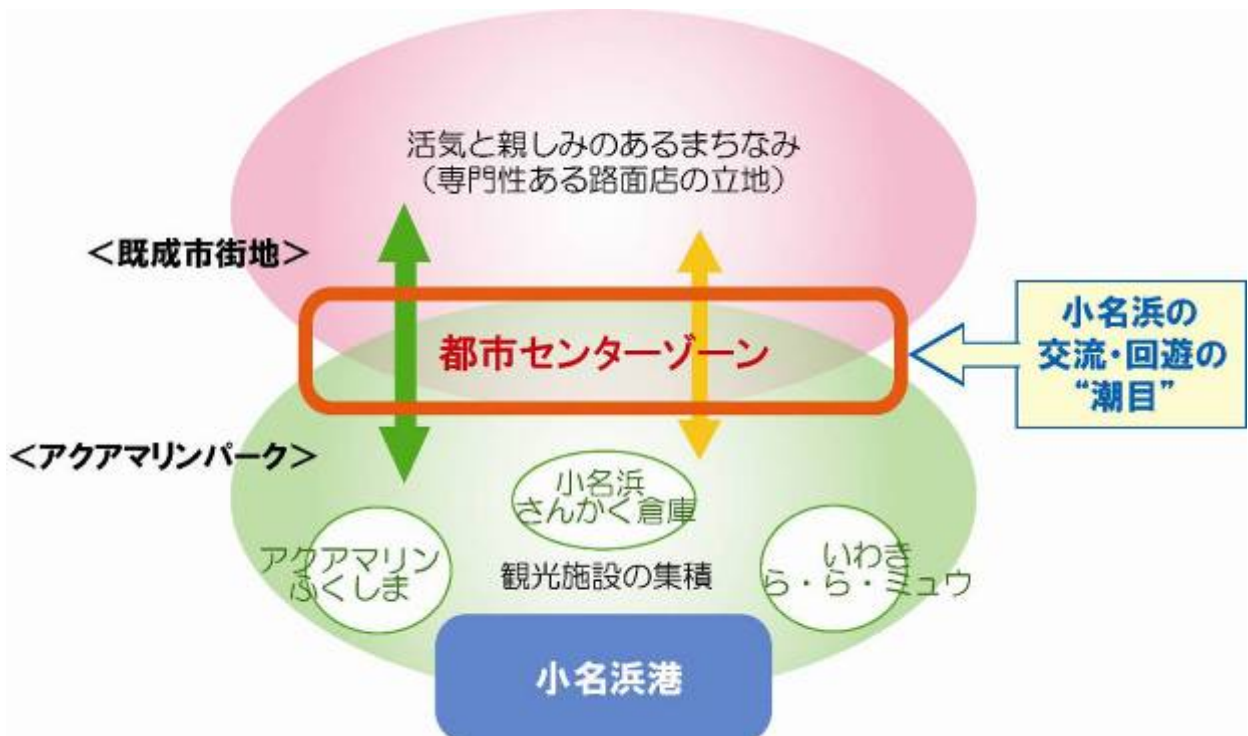 活気と親しみのあるまちなみ
（専門性ある路面店の立地）
＜既成市街地＞
都市センターゾーン
小名浜の
交流・回遊の
“潮目”
＜アクアマリンパーク＞
小名浜
さんかく倉庫
アクアマリン
ふくしま
観光施設の集積
いわき
ら・ら・ミュウ
小名浜港